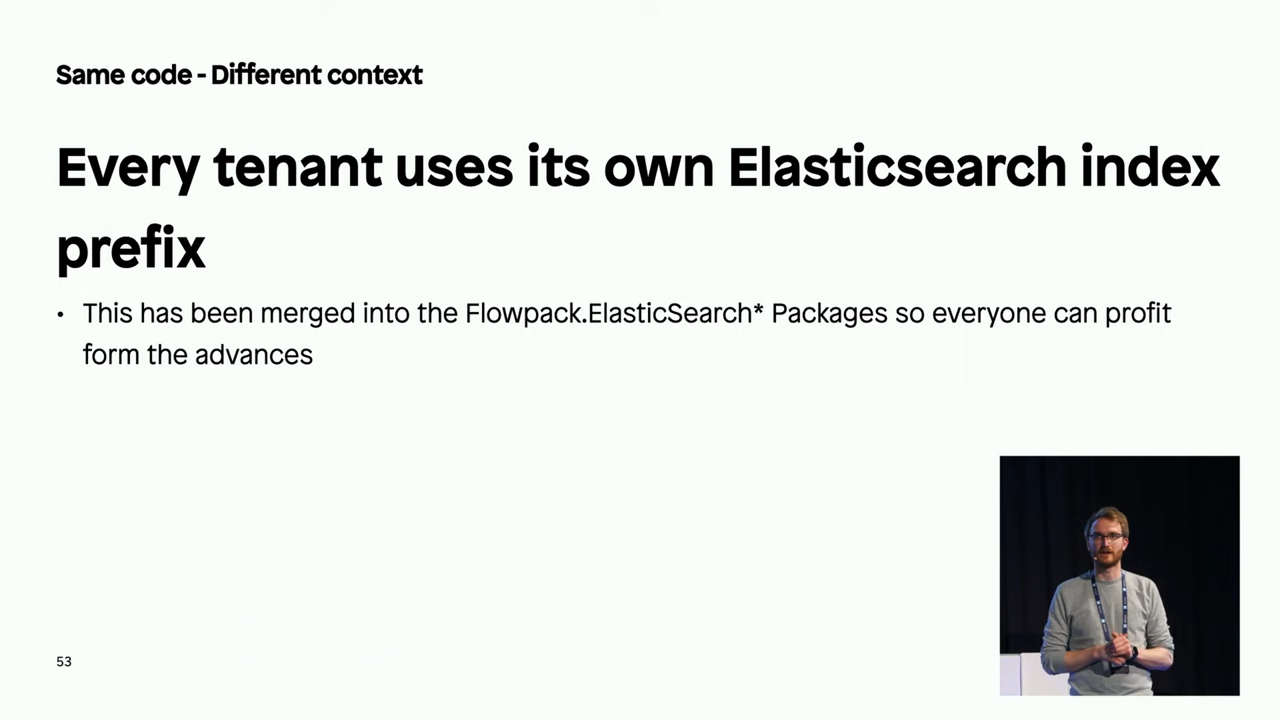 Same code - Different context
Every tenant uses its own Elasticsearch index
prefix
• This has been merged into the Flowpack.ElasticSearch* Packages so everyone can profit
form the advances
53